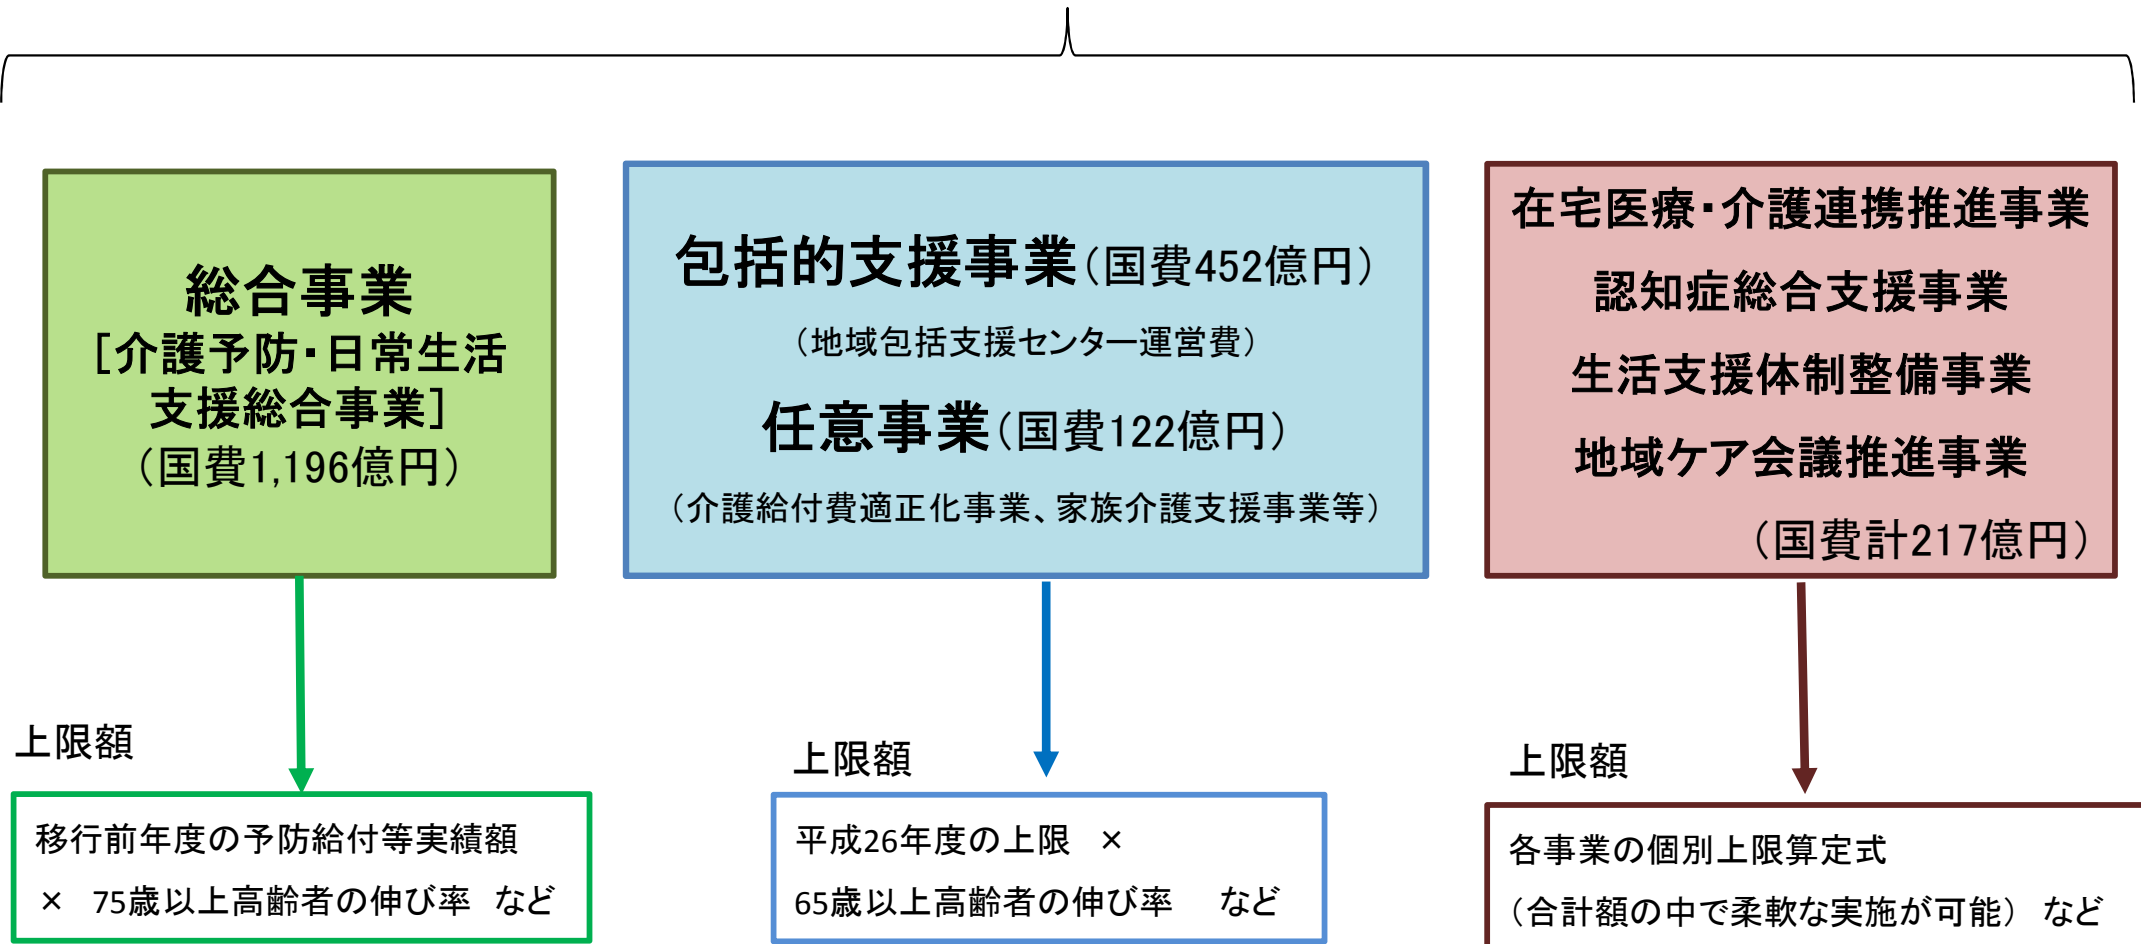 総合事業
[介護予防・日常生活
支援総合事業]
（国費1,196億円）
包括的支援事業（国費452億円）
（地域包括支援センター運営費）
任意事業（国費122億円）
（介護給付費適正化事業、家族介護支援事業等）
在宅医療・介護連携推進事業
認知症総合支援事業
生活支援体制整備事業
地域ケア会議推進事業
（国費計217億円）
上限額
移行前年度の予防給付等実績額
× 75歳以上高齢者の伸び率 など
上限額
平成26年度の上限 ×
65歳以上高齢者の伸び率 など
上限額
各事業の個別上限算定式
（合計額の中で柔軟な実施が可能） など